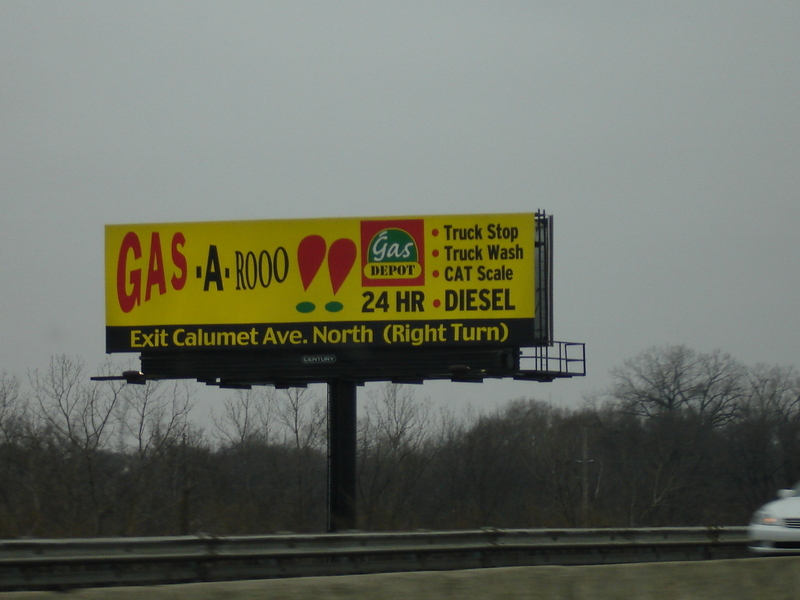 GAS-A-ROOO!!
Gas
DEPOT
24 HR
• Truck Stop
• Truck Wash
• CAT Scale
• DIESEL
Exit Calumet Ave. North (Right Turn)
CENTURY